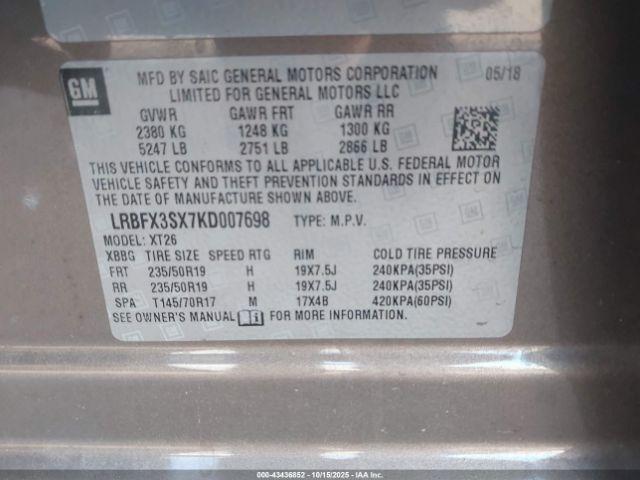 GM
MFD BY SAIC GENERAL MOTORS CORPORATION 05/18
LIMITED FOR GENERAL MOTORS LLC
GVWR GAWR FRT GAWR RR
2380 KG 1248 KG 1300 KG
5247 LB 2751 LB 2866 LB
THIS VEHICLE CONFORMS TO ALL APPLICABLE U.S. FEDERAL MOTOR
VEHICLE SAFETY AND THEFT PREVENTION STANDARDS IN EFFECT ON
THE DATE OF MANUFACTURE SHOWN ABOVE.
LRBFX3SX7KD007698 TYPE: M.P.V.
MODEL: XT26
XBBG TIRE SIZE SPEED RTG RIM COLD TIRE PRESSURE
FRT 235/50R19 H 19X7.5J 240KPA(35PSI)
RR 235/50R19 H 19X7.5J 240KPA(35PSI)
SPA T145/70R17 M 17X4B 420KPA(60PSI)
SEE OWNER'S MANUAL FOR MORE INFORMATION.
000-43436852 - 10/15/2025 - IAAI.com